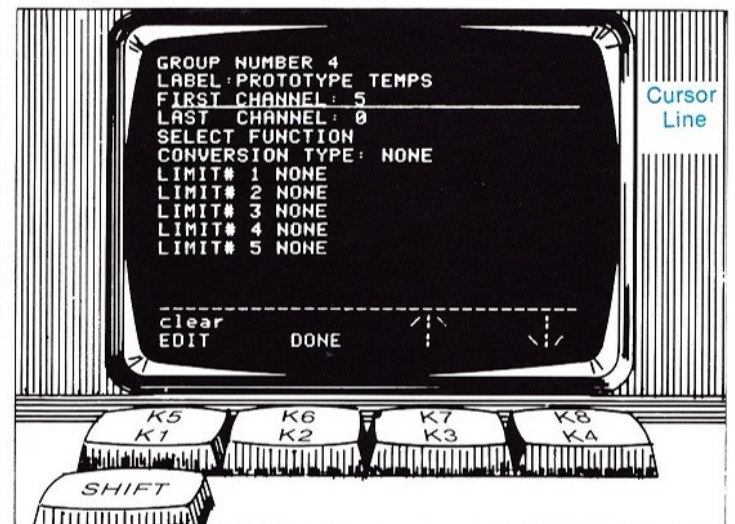 GROUP NUMBER 4
LABEL:PROTOTYPE TEMPS
FIRST CHANNEL: 5
LAST CHANNEL: 0
SELECT FUNCTION
CONVERSION TYPE: NONE
LIMIT# 1 NONE
LIMIT# 2 NONE
LIMIT# 3 NONE
LIMIT# 4 NONE
LIMIT# 5 NONE
clear
EDIT DONE
Cursor
Line
K5 K6 K7 K8
K1 K2 K3 K4
SHIFT